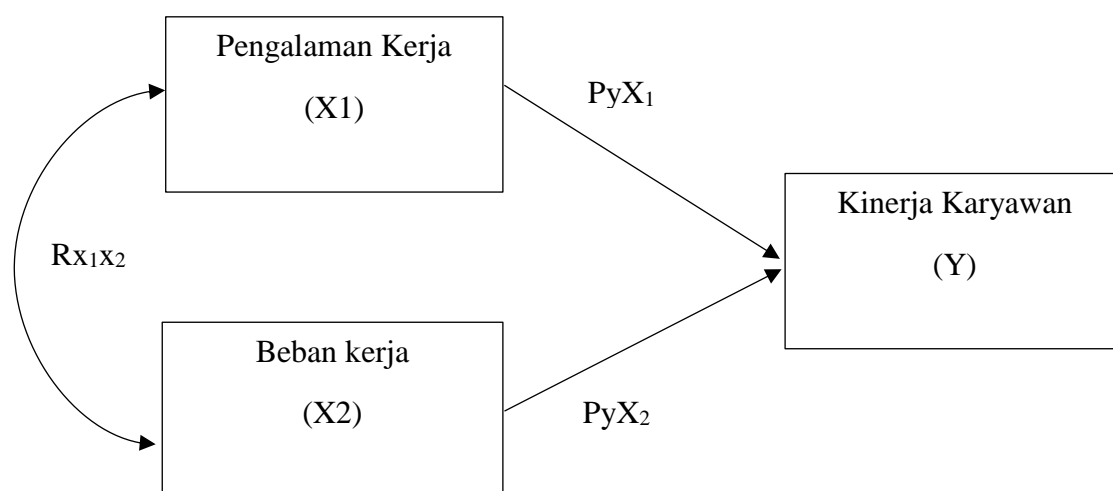 Pengalaman Kerja
(X1)
PyX₁
Kinerja Karyawan
(Y)
Rx₁x₂
Beban kerja
(X2)
PyX₂